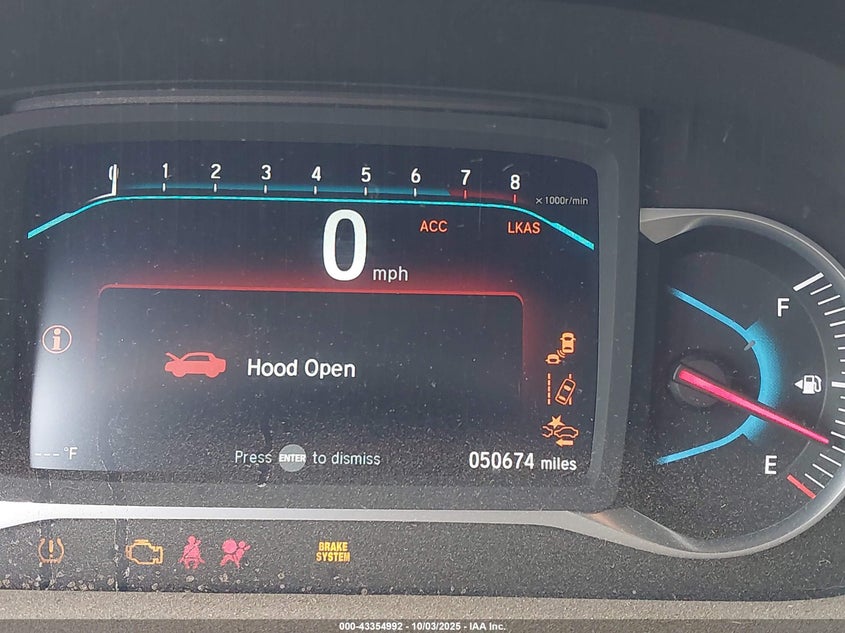 0 1 2 3 4 5 6 7 8 ×1000r/min
ACC LKAS
0 mph
F
i
Hood Open
--- °F
Press ENTER to dismiss
050674 miles
E
BRAKE
SYSTEM
000-43354992 - 10/03/2025 - IAA Inc.